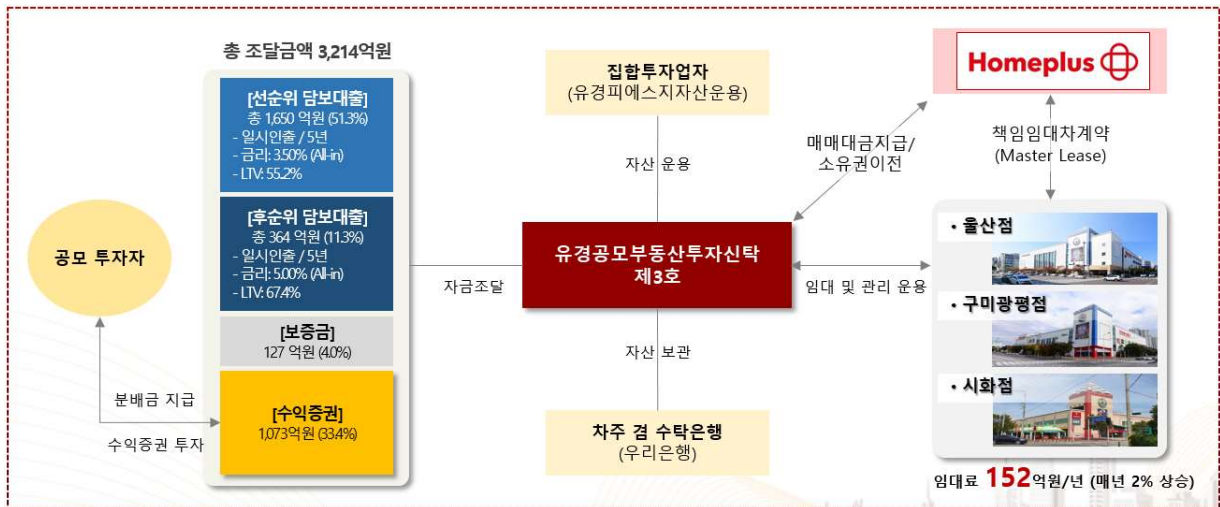 총 조달금액 3,214억원
[선순위 담보대출]
총 1,650 억원 (51.3%)
- 일시인출 / 5년
- 금리: 3.50% (All-in)
- LTV: 55.2%
[후순위 담보대출]
총 364 억원 (11.3%)
- 일시인출 / 5년
- 금리: 5.00% (All-in)
- LTV: 67.4%
[보증금]
127 억원 (4.0%)
[수익증권]
1,073억원 (33.4%)
공모 투자자
분배금 지급
수익증권 투자
자금조달
집합투자업자
(유경피에스지자산운용)
자산 운용
유경공모부동산투자신탁
제3호
자산 보관
차주 겸 수탁은행
(우리은행)
매매대금지급/
소유권이전
임대 및 관리 운용
Homeplus
책임임대차계약
(Master Lease)
• 울산점
• 구미광평점
• 시화점
임대료 152억원/년 (매년 2% 상승)